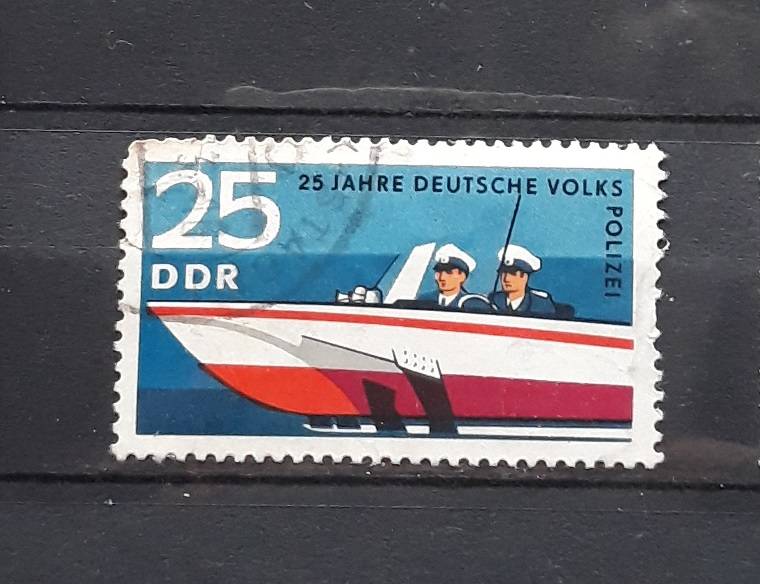 25
DDR
25 JAHRE DEUTSCHE VOLKS
POLIZEI